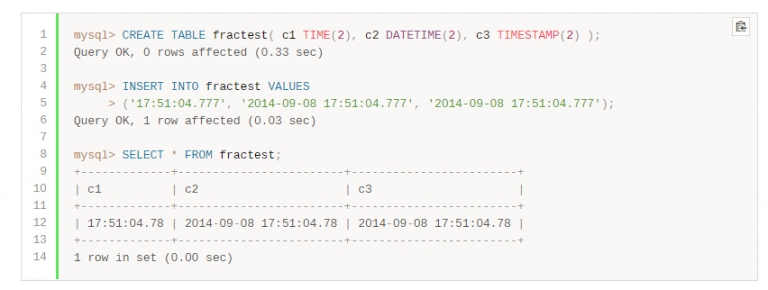 1 mysql> CREATE TABLE fractest( c1 TIME(2), c2 DATETIME(2), c3 TIMESTAMP(2) );
2 Query OK, 0 rows affected (0.33 sec)
3
4 mysql> INSERT INTO fractest VALUES
5      > ('17:51:04.777', '2014-09-08 17:51:04.777', '2014-09-08 17:51:04.777');
6 Query OK, 1 row affected (0.03 sec)
7
8 mysql> SELECT * FROM fractest;
9 +-------------+------------------------+------------------------+
10 | c1          | c2                     | c3                     |
11 +-------------+------------------------+------------------------+
12 | 17:51:04.78 | 2014-09-08 17:51:04.78 | 2014-09-08 17:51:04.78 |
13 +-------------+------------------------+------------------------+
14 1 row in set (0.00 sec)